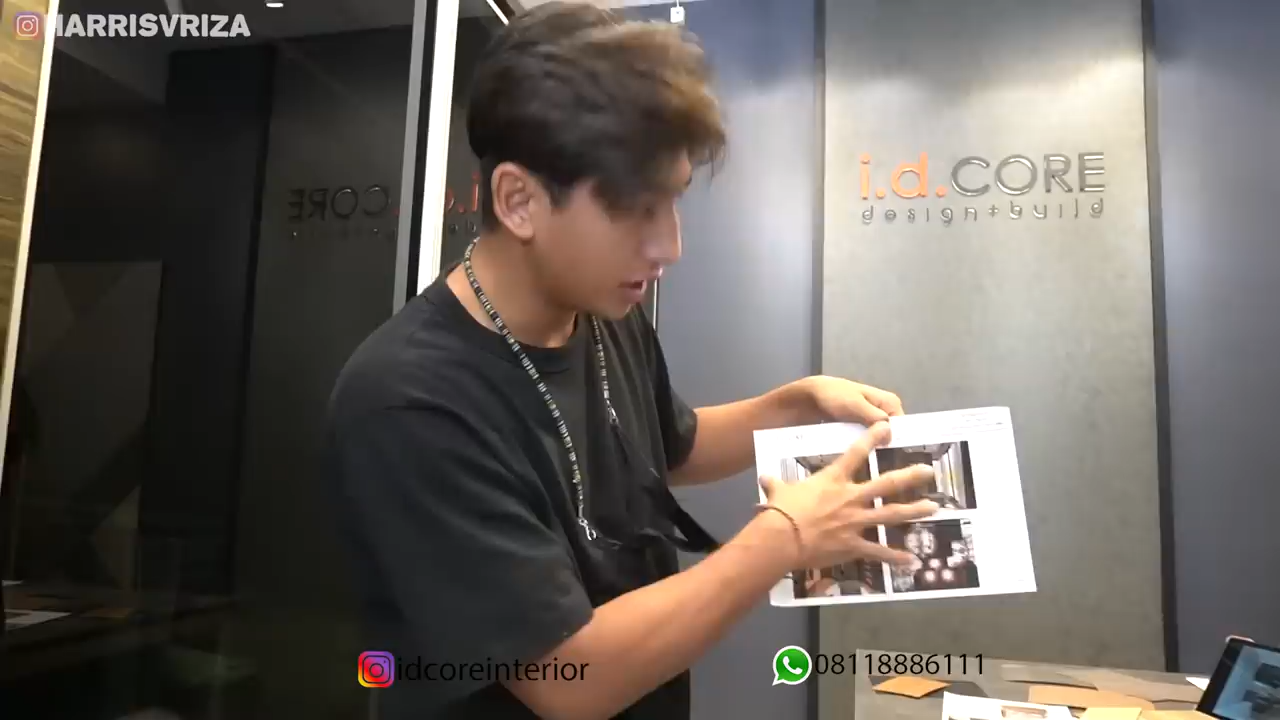 HARRISVRIZA
i.d.CORE
design+build
idcoreinterior
08118886111